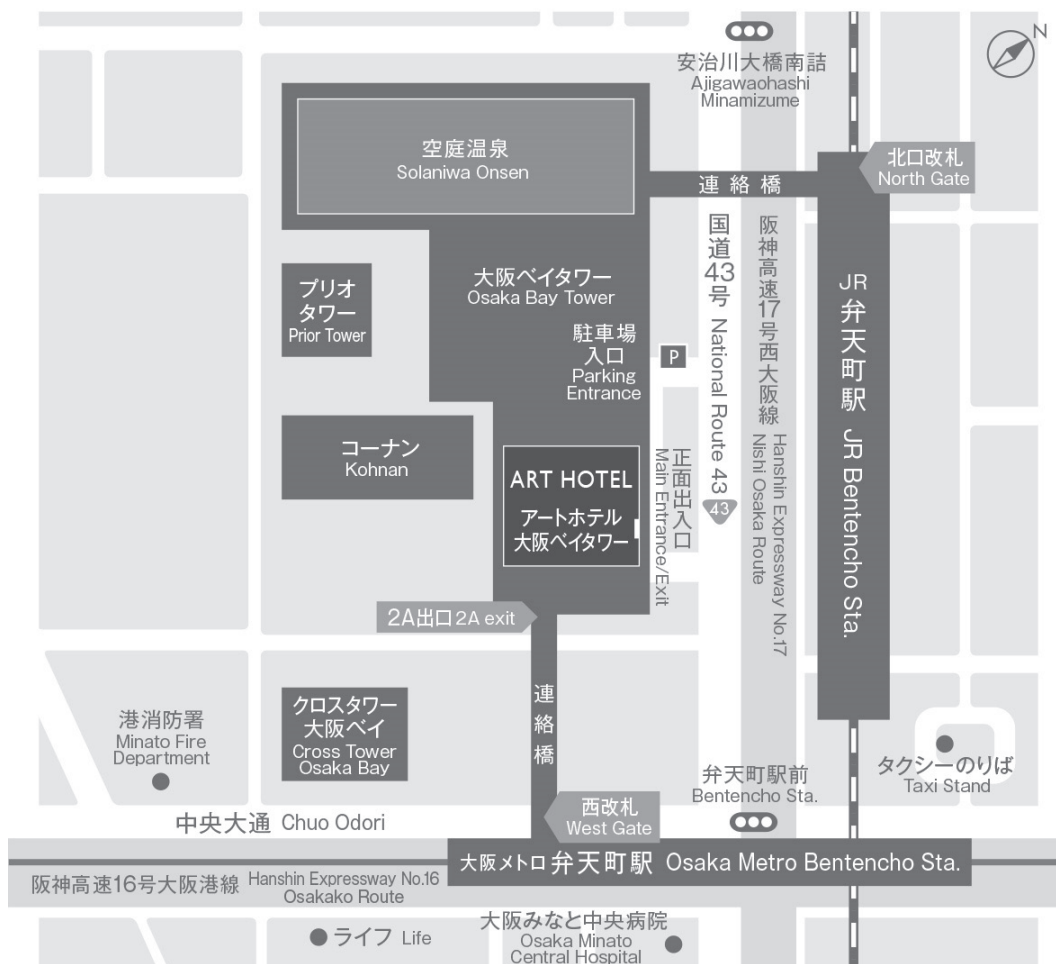 N
安治川大橋南詰
Ajigawaohashi
Minamizume
空庭温泉
Solaniwa Onsen
北口改札
North Gate
連絡橋
大阪ベイタワー
Osaka Bay Tower
プリオ
タワー
Prior Tower
駐車場
入口
Parking
Entrance
P
国道43号 National Route 43
43
阪神高速17号西大阪線
Hanshin Expressway No.17
Nishi Osaka Route
JR弁天町駅 JR Bentencho Sta.
コーナン
Kohnan
ART HOTEL
アートホテル
大阪ベイタワー
正面出入口
Main Entrance/Exit
2A出口 2A exit
連絡橋
クロスタワー
大阪ベイ
Cross Tower
Osaka Bay
港消防署
Minato Fire
Department
弁天町駅前
Bentencho Sta.
タクシーのりば
Taxi Stand
西改札
West Gate
中央大通 Chuo Odori
大阪メトロ 弁天町駅 Osaka Metro Bentencho Sta.
阪神高速16号大阪港線 Hanshin Expressway No.16
Osakako Route
ライフ Life
大阪みなと中央病院
Osaka Minato
Central Hospital